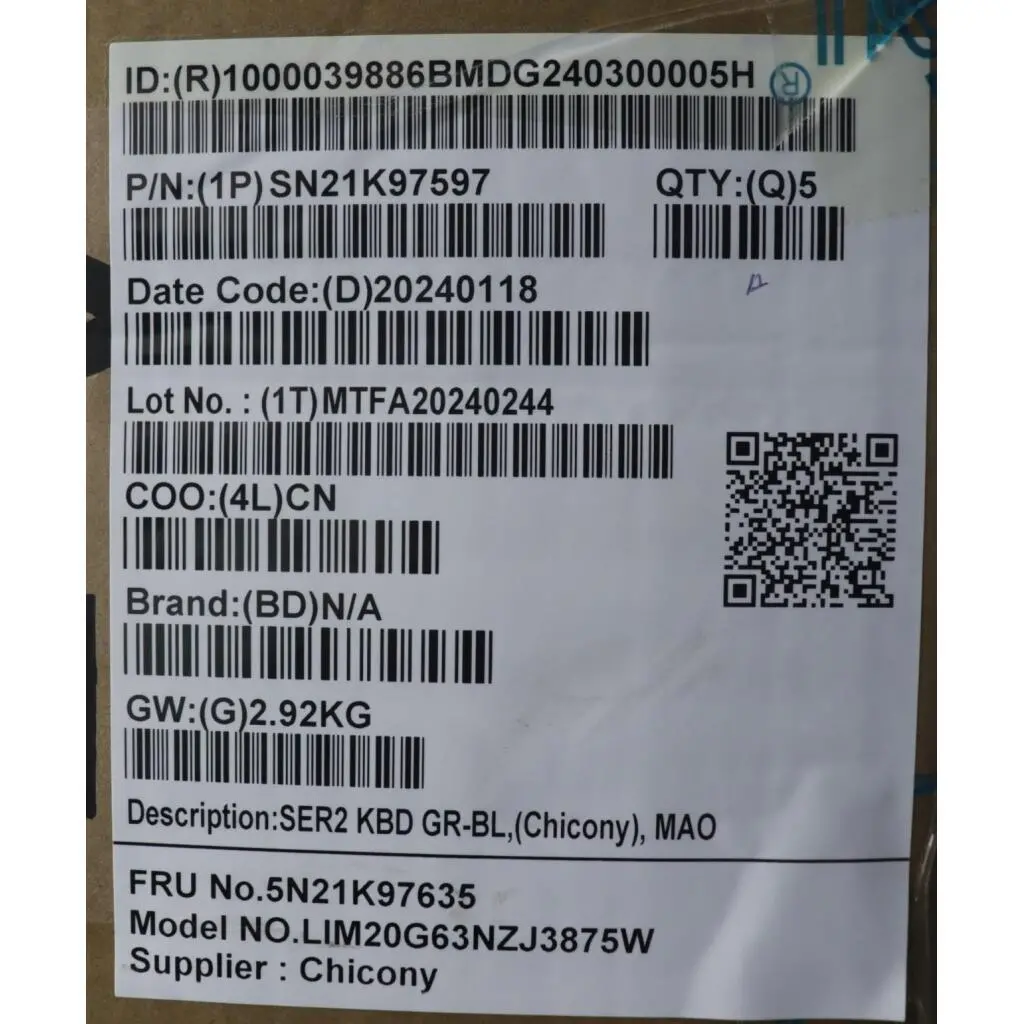 ID:(R)1000039886BMDG240300005H
®
P/N:(1P)SN21K97597 QTY:(Q)5
Date Code:(D)20240118
Lot No. : (1T)MTFA20240244
COO:(4L)CN
Brand:(BD)N/A
GW:(G)2.92KG
Description:SER2 KBD GR-BL,(Chicony), MAO
FRU No.5N21K97635
Model NO.LIM20G63NZJ3875W
Supplier : Chicony